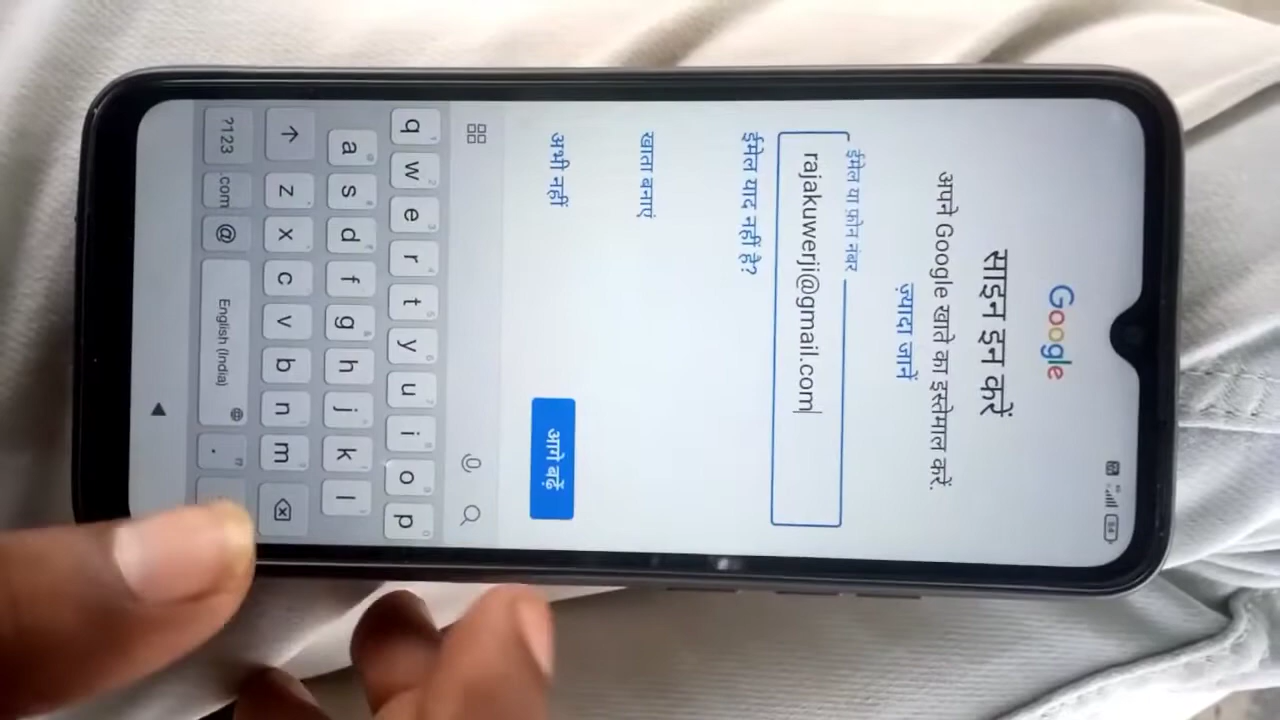 Google
साइन इन करें
अपने Google खाते का इस्तेमाल करें.
ज़्यादा जानें
ईमेल या फ़ोन नंबर
rajakuwerji@gmail.com
ईमेल याद नहीं है?
खाता बनाएं
अभी नहीं
आगे बढ़ें
q w e r t y u i o p
a s d f g h j k l
z x c v b n m
?123 .com @ English (India) .